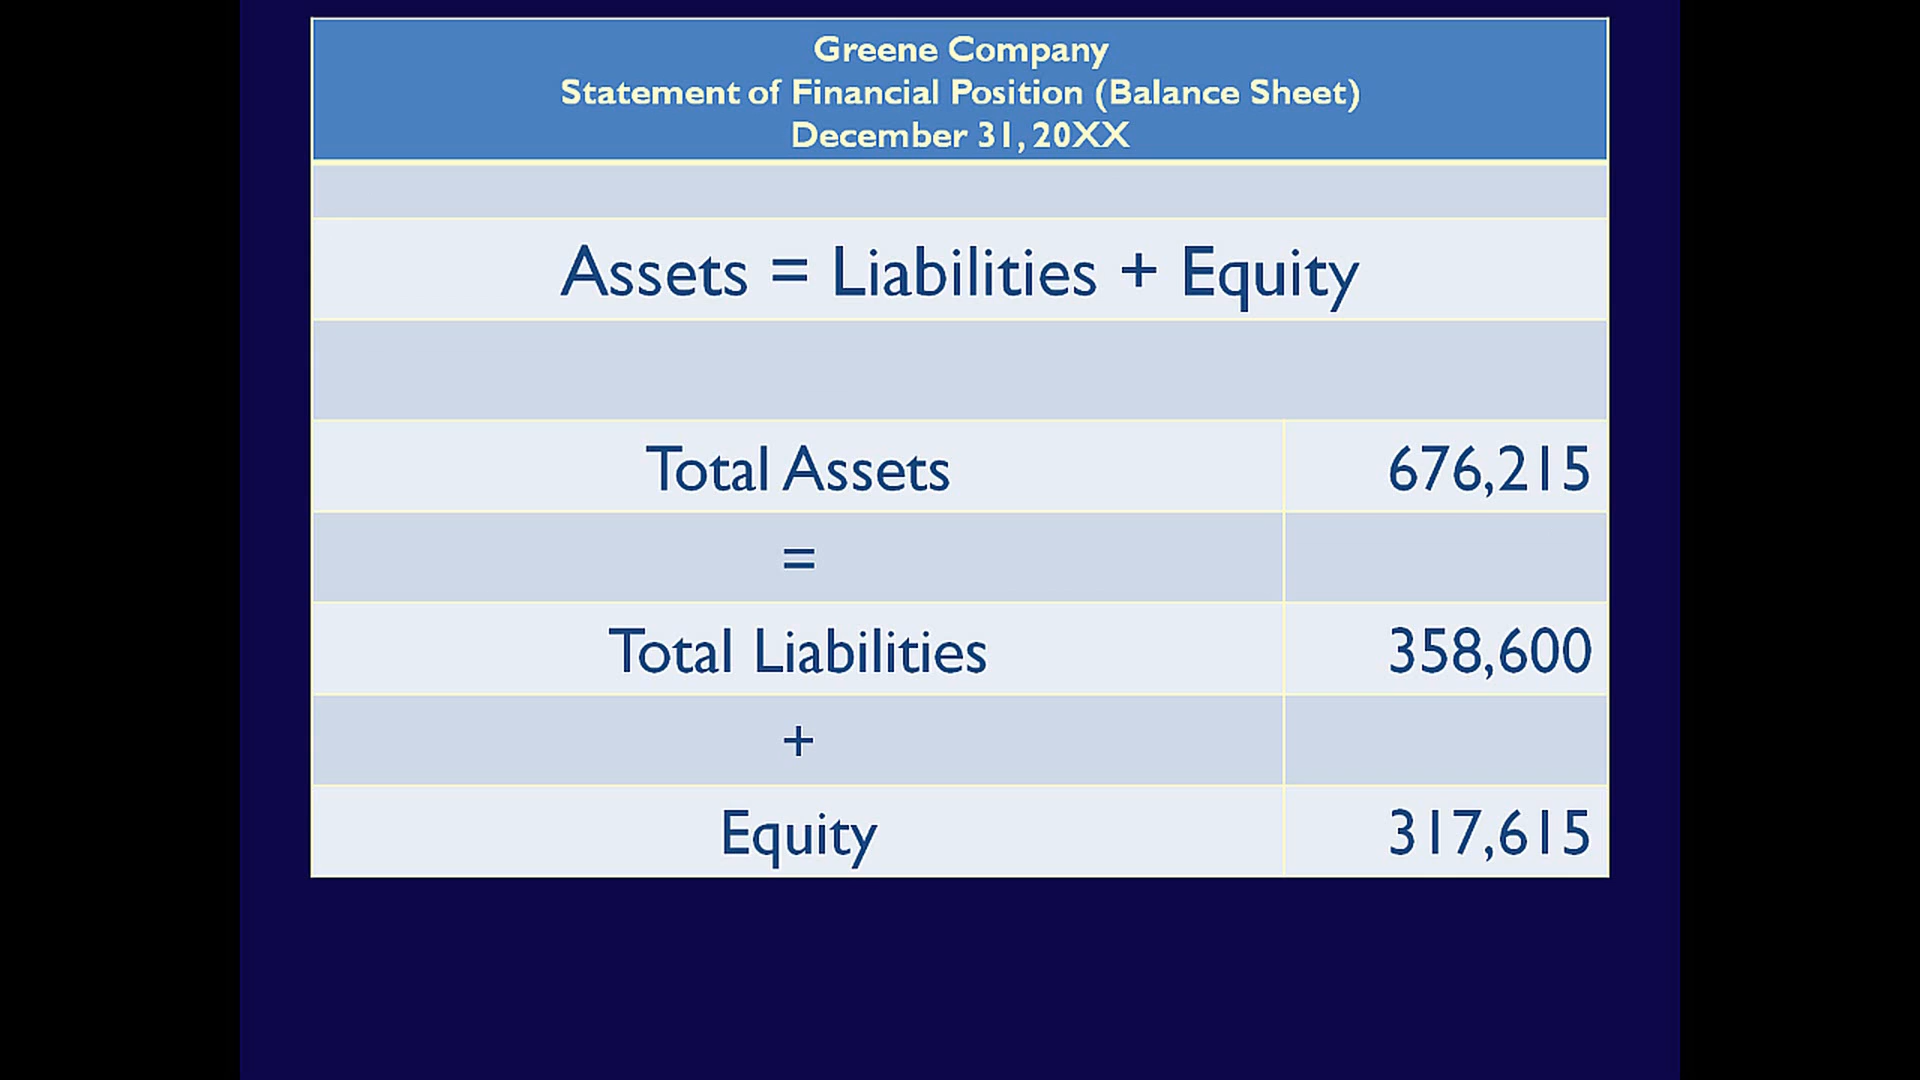 Greene Company
Statement of Financial Position (Balance Sheet)
December 31, 20XX
Assets = Liabilities + Equity
Total Assets 676,215
=
Total Liabilities 358,600
+
Equity 317,615